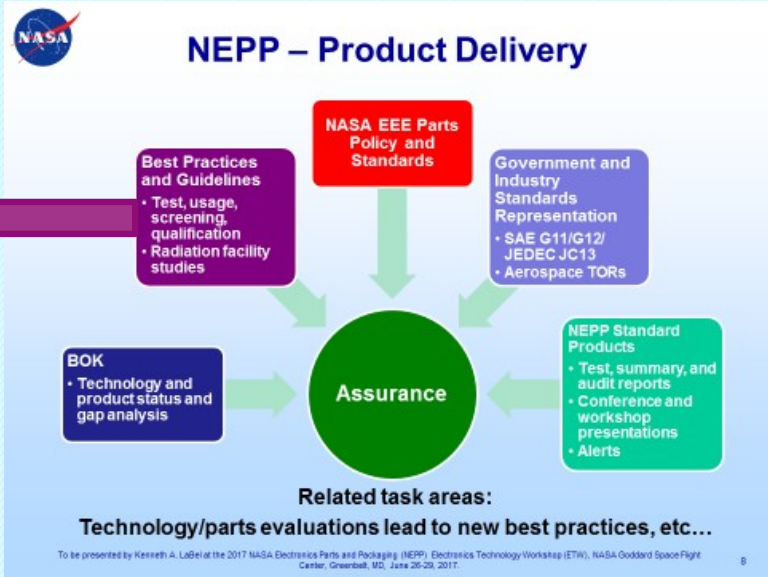 NASA
NEPP – Product Delivery
NASA EEE Parts
Policy and
Standards
Best Practices
and Guidelines
• Test, usage,
screening,
qualification
• Radiation facility
studies
Government and
Industry
Standards
Representation
• SAE G11/G12/
JEDEC JC13
• Aerospace TORs
BOK
• Technology and
product status and
gap analysis
Assurance
NEPP Standard
Products
• Test, summary, and
audit reports
• Conference and
workshop
presentations
• Alerts
Related task areas:
Technology/parts evaluations lead to new best practices, etc...
To be presented by Kenneth A. LaBel at the 2017 NASA Electronics Parts and Packaging (NEPP) Electronics Technology Workshop (ETW), NASA Goddard Space Flight
Center, Greenbelt, MD, June 26-29, 2017.
8